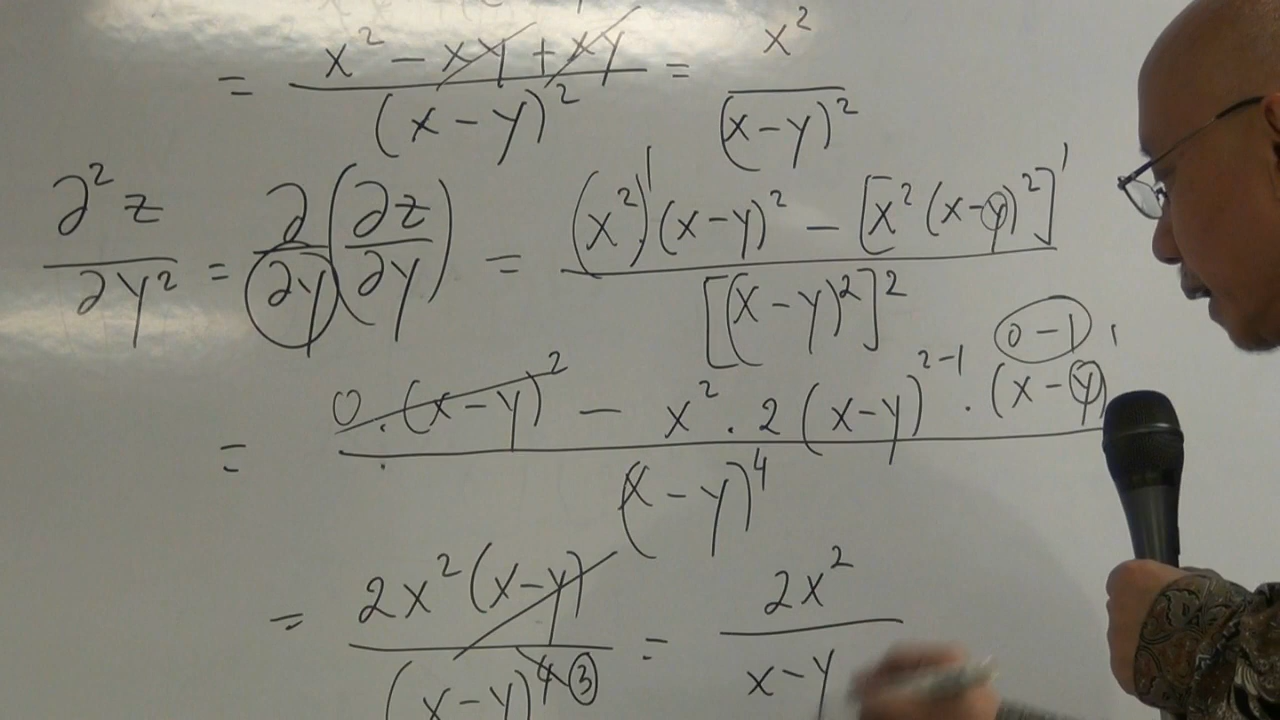 = x² - xy + xy / (x-y)² = x² / (x-y)²
∂²z / ∂y² = ∂/∂y (∂z/∂y) = (x²)' (x-y)² - [x² (x-y)²]' / [(x-y)²]²
= 0 · (x-y)² - x² · 2 (x-y)²⁻¹ · (x-y)' 0-1 / (x-y)⁴
= 2x² (x-y) / (x-y)⁴ ③ = 2x² / x-y